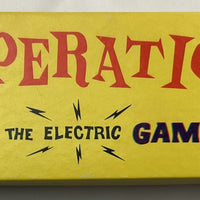 PERATIO
THE ELECTRIC GAM